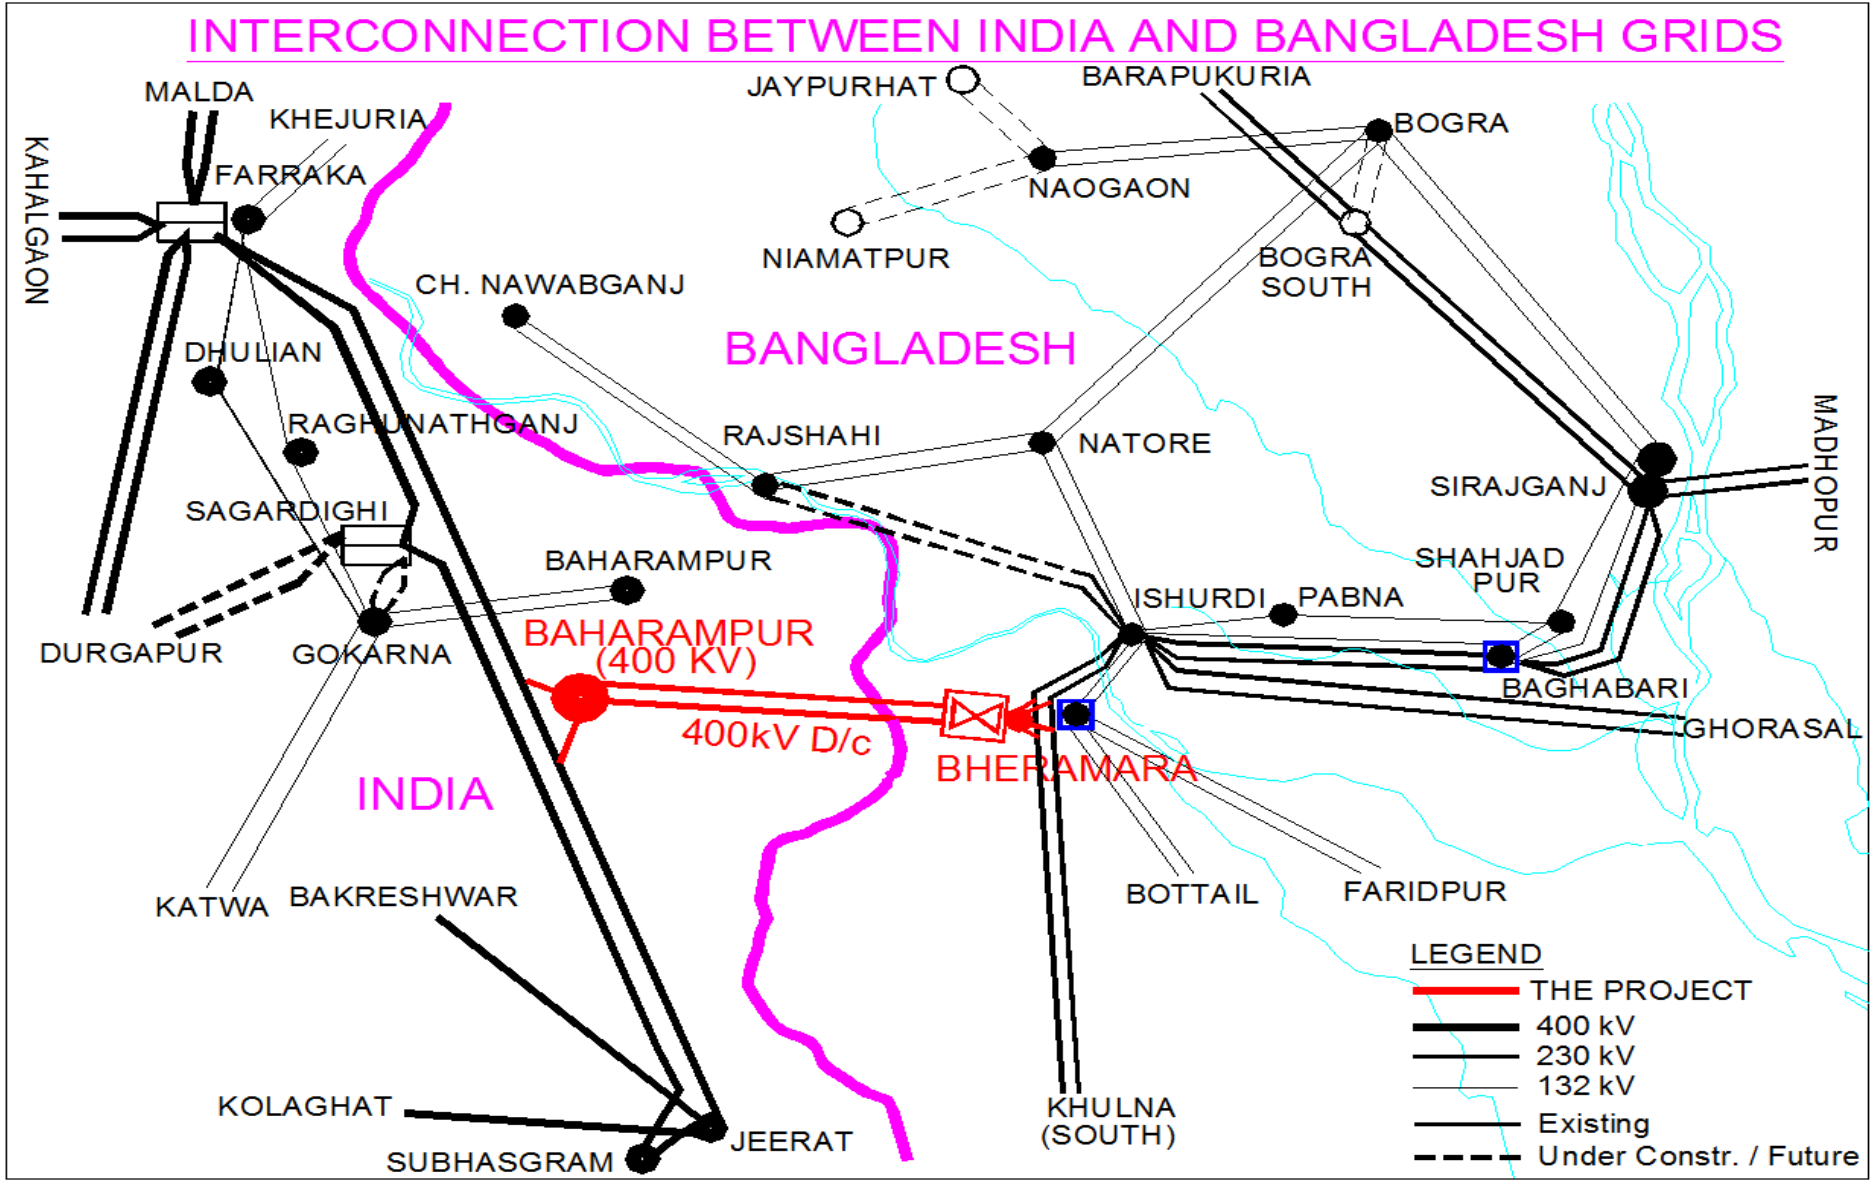 INTERCONNECTION BETWEEN INDIA AND BANGLADESH GRIDS
MALDA
KHEJURIA
FARRAKA
KAHALGAON
JAYPURHAT
BARAPUKURIA
BOGRA
NAOGAON
NIAMATPUR
BOGRA
SOUTH
CH. NAWABGANJ
BANGLADESH
DHULIAN
RAGHUNATHGANJ
RAJSHAHI
NATORE
MADHOPUR
SIRAJGANJ
SAGARDIGHI
BAHARAMPUR
SHAHJAD
PUR
ISHURDI
PABNA
DURGAPUR
GOKARNA
BAHARAMPUR
(400 KV)
400kV D/c
BAGHABARI
GHORASAL
BHERAMARA
INDIA
KATWA
BAKRESHWAR
BOTTAIL
FARIDPUR
KOLAGHAT
JEERAT
SUBHASGRAM
KHULNA
(SOUTH)
LEGEND
THE PROJECT
400 kV
230 kV
132 kV
Existing
Under Constr. / Future